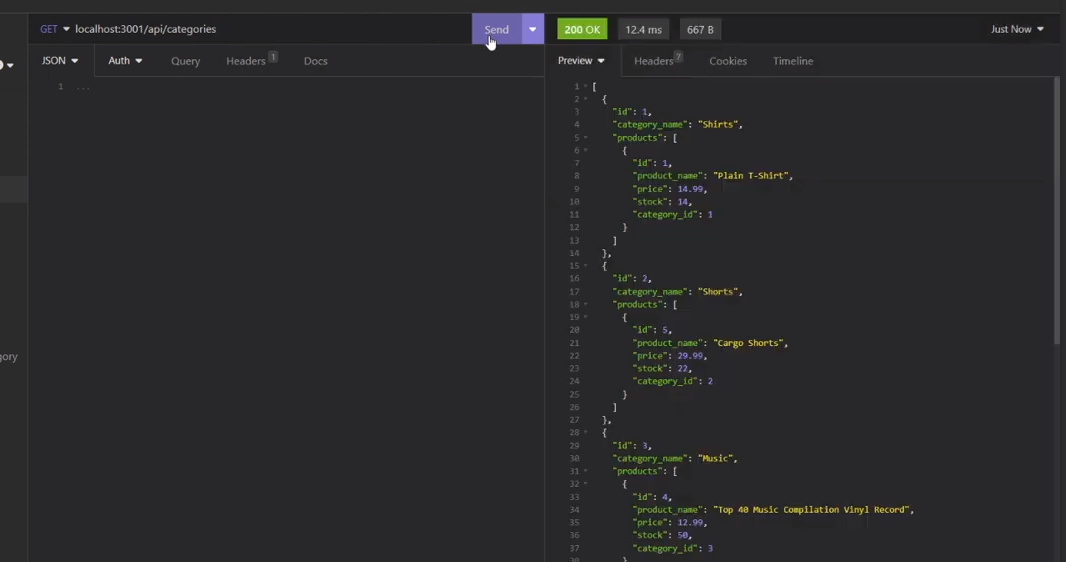 GET localhost:3001/api/categories Send 200 OK 12.4 ms 667 B Just Now
JSON Auth Query Headers 1 Docs Preview Headers 7 Cookies Timeline
1 ...
1 [
2 {
3 "id": 1,
4 "category_name": "Shirts",
5 "products": [
6 {
7 "id": 1,
8 "product_name": "Plain T-Shirt",
9 "price": 14.99,
10 "stock": 14,
11 "category_id": 1
12 }
13 ]
14 },
15 {
16 "id": 2,
17 "category_name": "Shorts",
18 "products": [
19 {
20 "id": 5,
21 "product_name": "Cargo Shorts",
22 "price": 29.99,
23 "stock": 22,
24 "category_id": 2
25 }
26 ]
27 },
28 {
29 "id": 3,
30 "category_name": "Music",
31 "products": [
32 {
33 "id": 4,
34 "product_name": "Top 40 Music Compilation Vinyl Record",
35 "price": 12.99,
36 "stock": 50,
37 "category_id": 3
38 }
gory